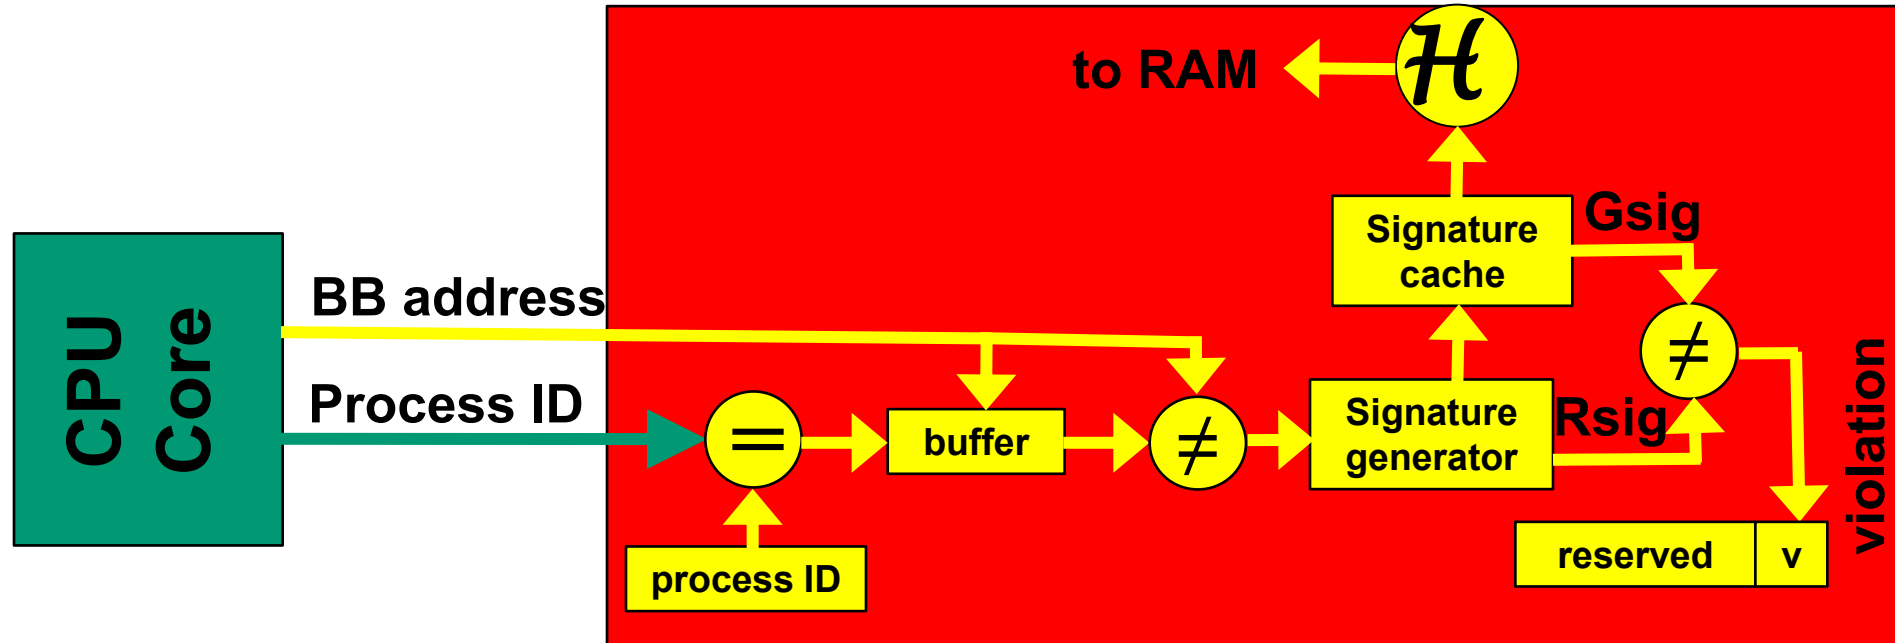 to RAM
ℋ
Signature
cache
Gsig
BB address
CPU
Core
≠
Process ID
=
buffer
≠
Signature
generator
Rsig
violation
process ID
reserved
v